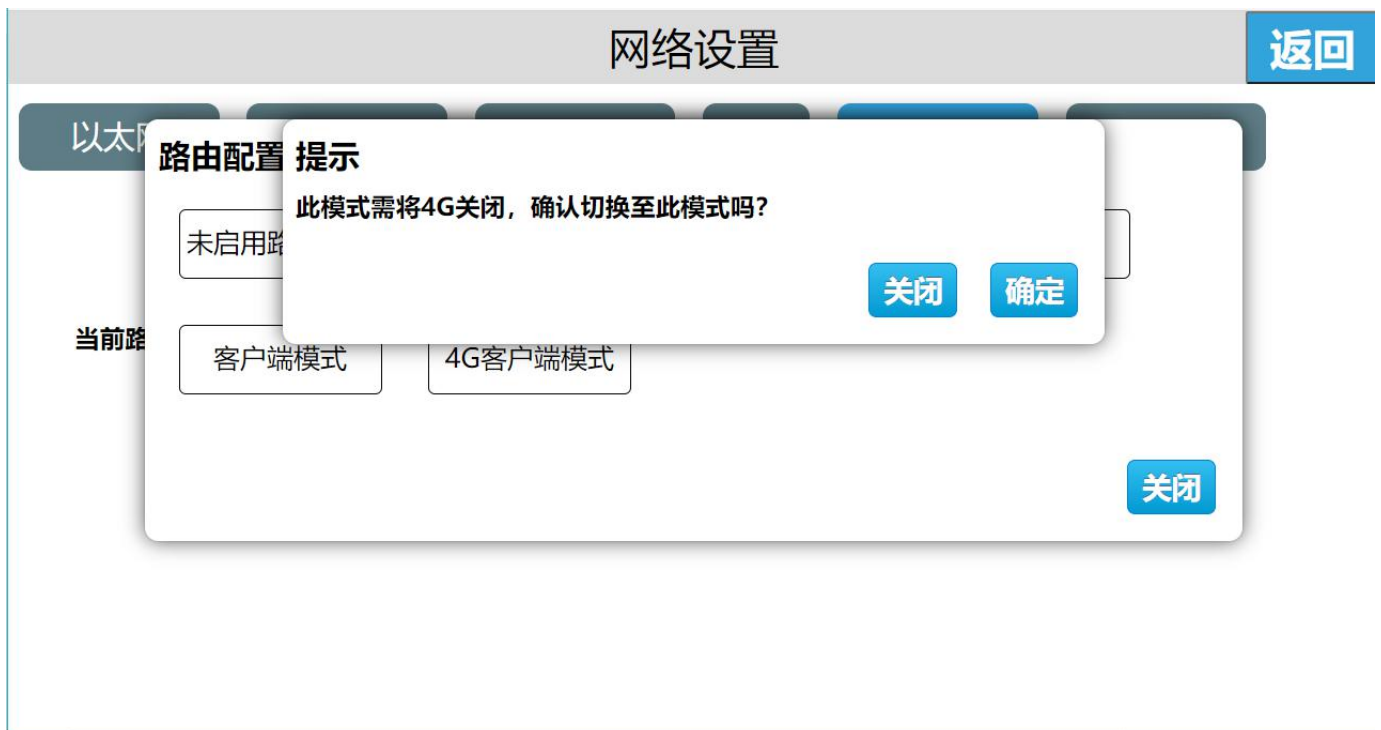 网络设置
返回
以太
路由配置
提示
此模式需将4G关闭，确认切换至此模式吗？
未启用路
关闭
确定
当前路
客户端模式
4G客户端模式
关闭